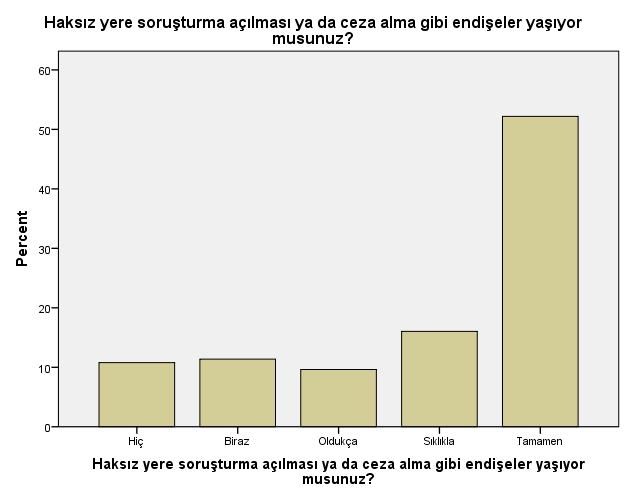 Haksız yere soruşturma açılması ya da ceza alma gibi endişeler yaşıyor
musunuz?
60
50
40
30
20
10
0
Percent
Hiç
Biraz
Oldukça
Sıklıkla
Tamamen
Haksız yere soruşturma açılması ya da ceza alma gibi endişeler yaşıyor
musunuz?